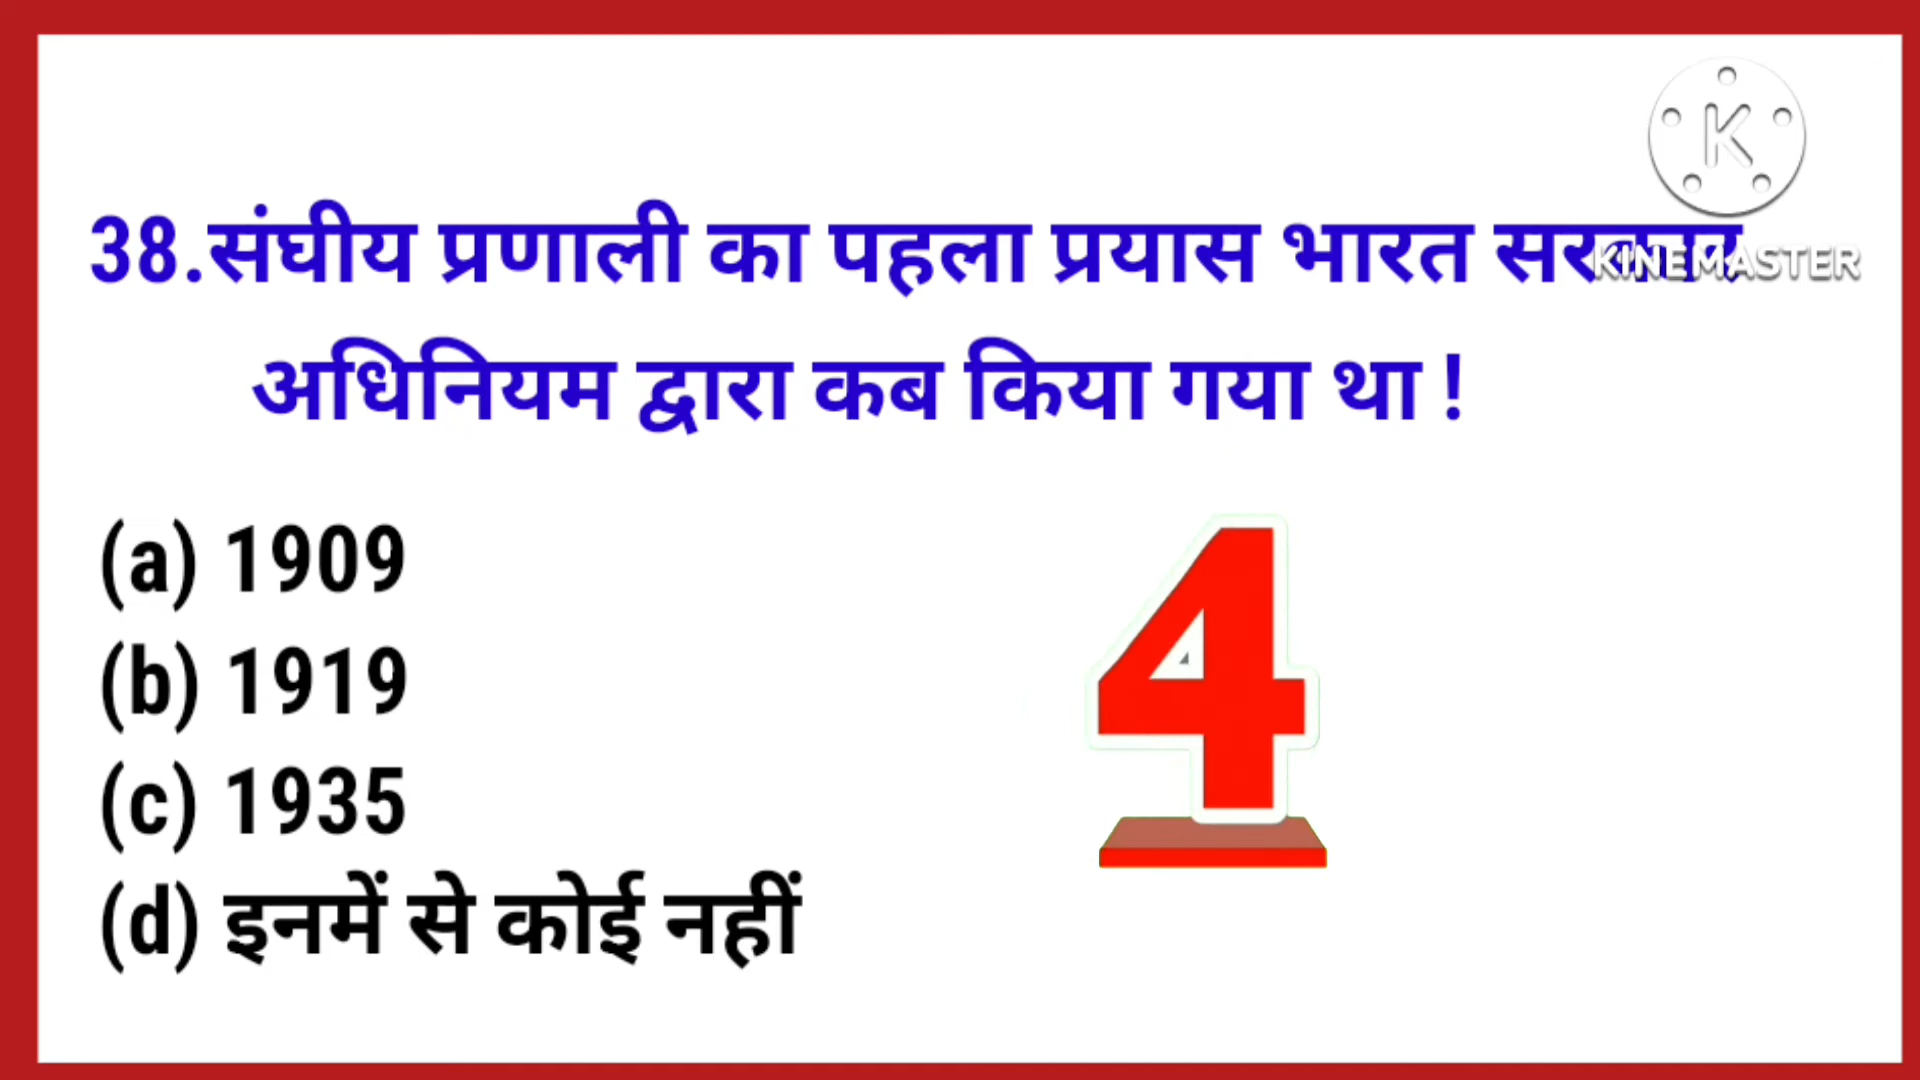 K
38.संघीय प्रणाली का पहला प्रयास भारत सरकार
KINEMASTER
अधिनियम द्वारा कब किया गया था !
(a) 1909
(b) 1919
(c) 1935
(d) इनमें से कोई नहीं
4